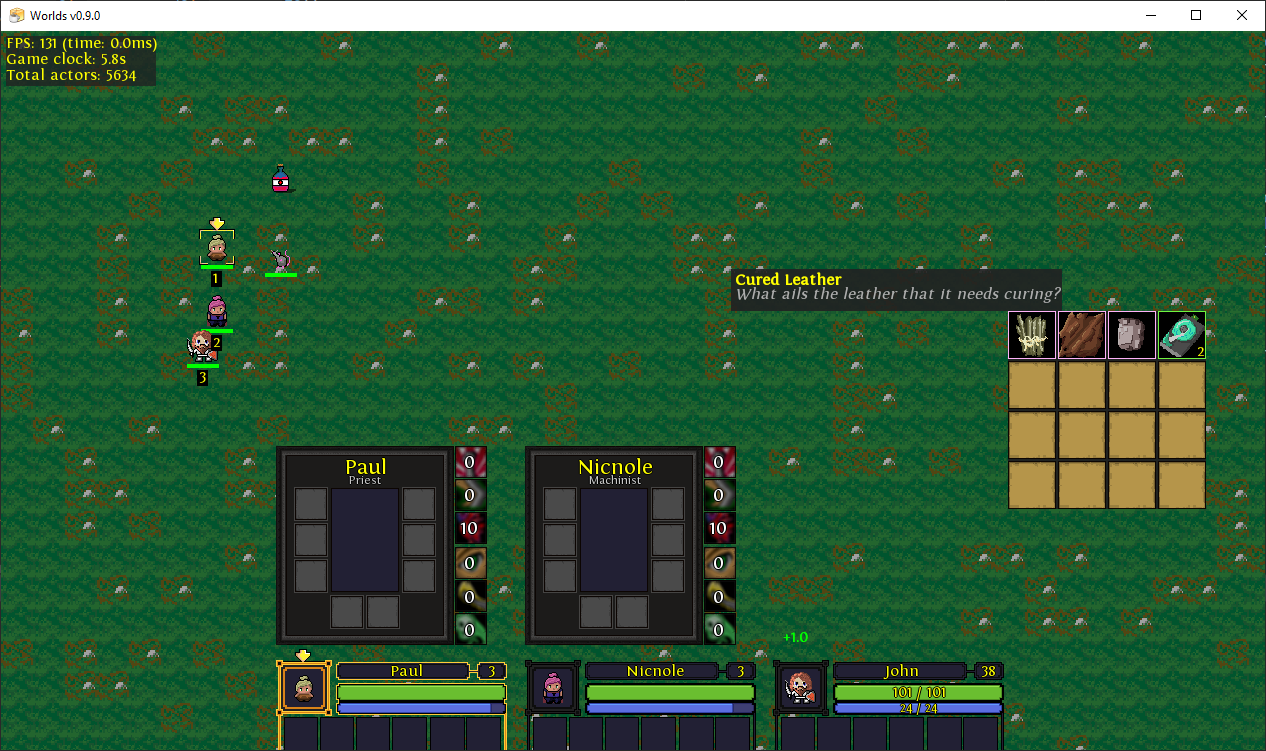 Worlds v0.9.0
FPS: 131 (time: 0.0ms)
Game clock: 5.8s
Total actors: 5634
1
2
3
Cured Leather
What ails the leather that it needs curing?
2
Paul
Priest
0
0
10
0
0
0
Nicnole
Machinist
0
0
10
0
0
0
+1.0
Paul 3
Nicnole 3
John 38
101 / 101
24 / 24